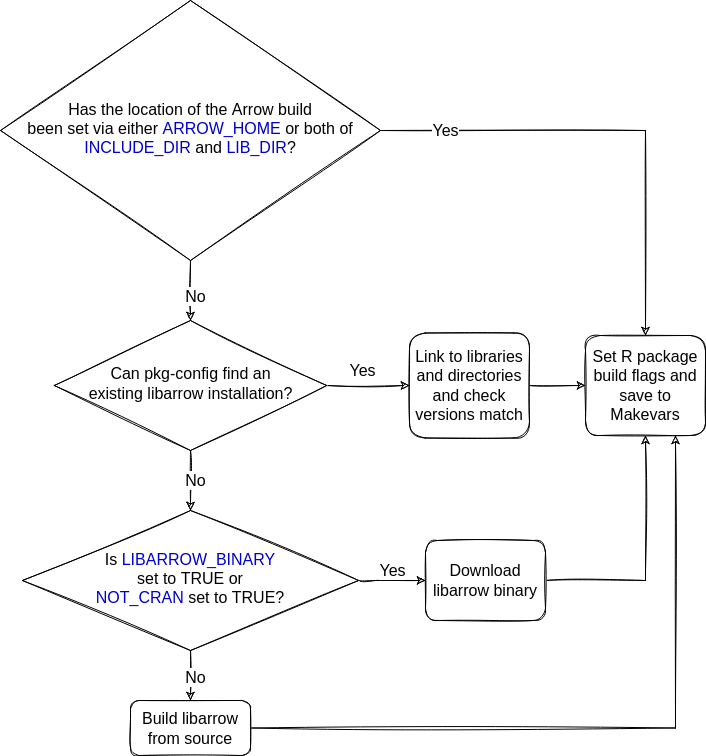 Has the location of the Arrow build
been set via either ARROW_HOME or both of
INCLUDE_DIR and LIB_DIR?
Yes
No
Can pkg-config find an
existing libarrow installation?
Yes
Link to libraries
and directories
and check
versions match
Set R package
build flags and
save to
Makevars
No
Is LIBARROW_BINARY
set to TRUE or
NOT_CRAN set to TRUE?
Yes
Download
libarrow binary
No
Build libarrow
from source